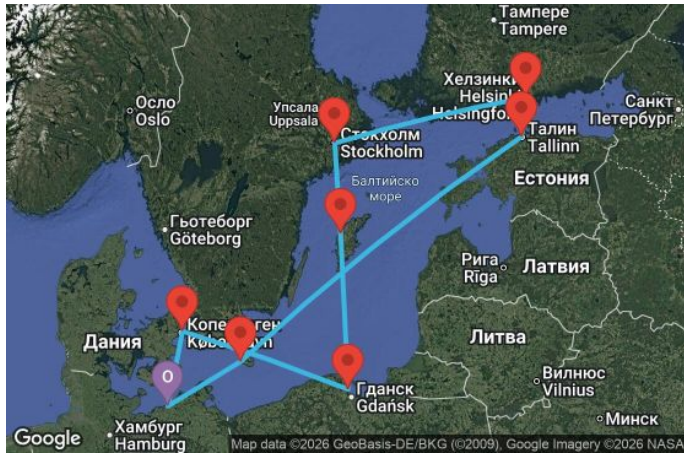 Тампере
Tampere
Осло
Oslo
Упсала
Uppsala
Хелзинки
Helsinki
Helsingfors
Санкт
Петербург
Стокхолм
Stockholm
Талин
Tallinn
ЕСТОНИЯ
Балтийско
море
Гьотеборг
Göteborg
Рига
Rīga
ЛАТВИЯ
Дания
Копенхаген
København
Литва
О
Вилнюс
Vilnius
Гданск
Gdańsk
Хамбург
Hamburg
Минск
Google
Map data ©2026 GeoBasis-DE/BKG (©2009), Google Imagery ©2026 NASA